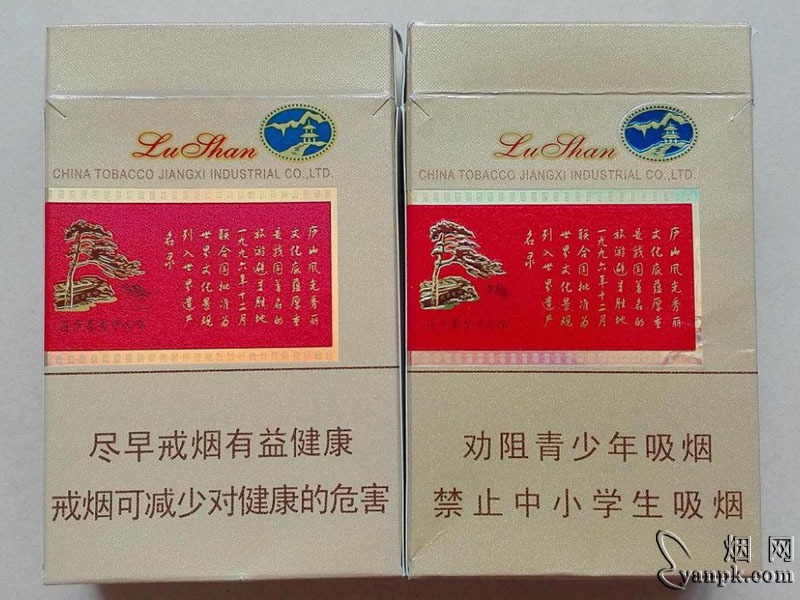 LuShan
CHINA TOBACCO JIANGXI INDUSTRIAL CO.,LTD.
庐山风光秀丽
文化底蕴厚重
是我国著名的
旅游避暑胜地
一九九六年十二月
联合国批准为
世界文化景观
列入世界遗产
名录
尽早戒烟有益健康
戒烟可减少对健康的危害
LuShan
CHINA TOBACCO JIANGXI INDUSTRIAL CO.,LTD.
庐山风光秀丽
文化底蕴厚重
是我国著名的
旅游避暑胜地
一九九六年十二月
联合国批准为
世界文化景观
列入世界遗产
名录
劝阻青少年吸烟
禁止中小学生吸烟
烟网
yanpk.com